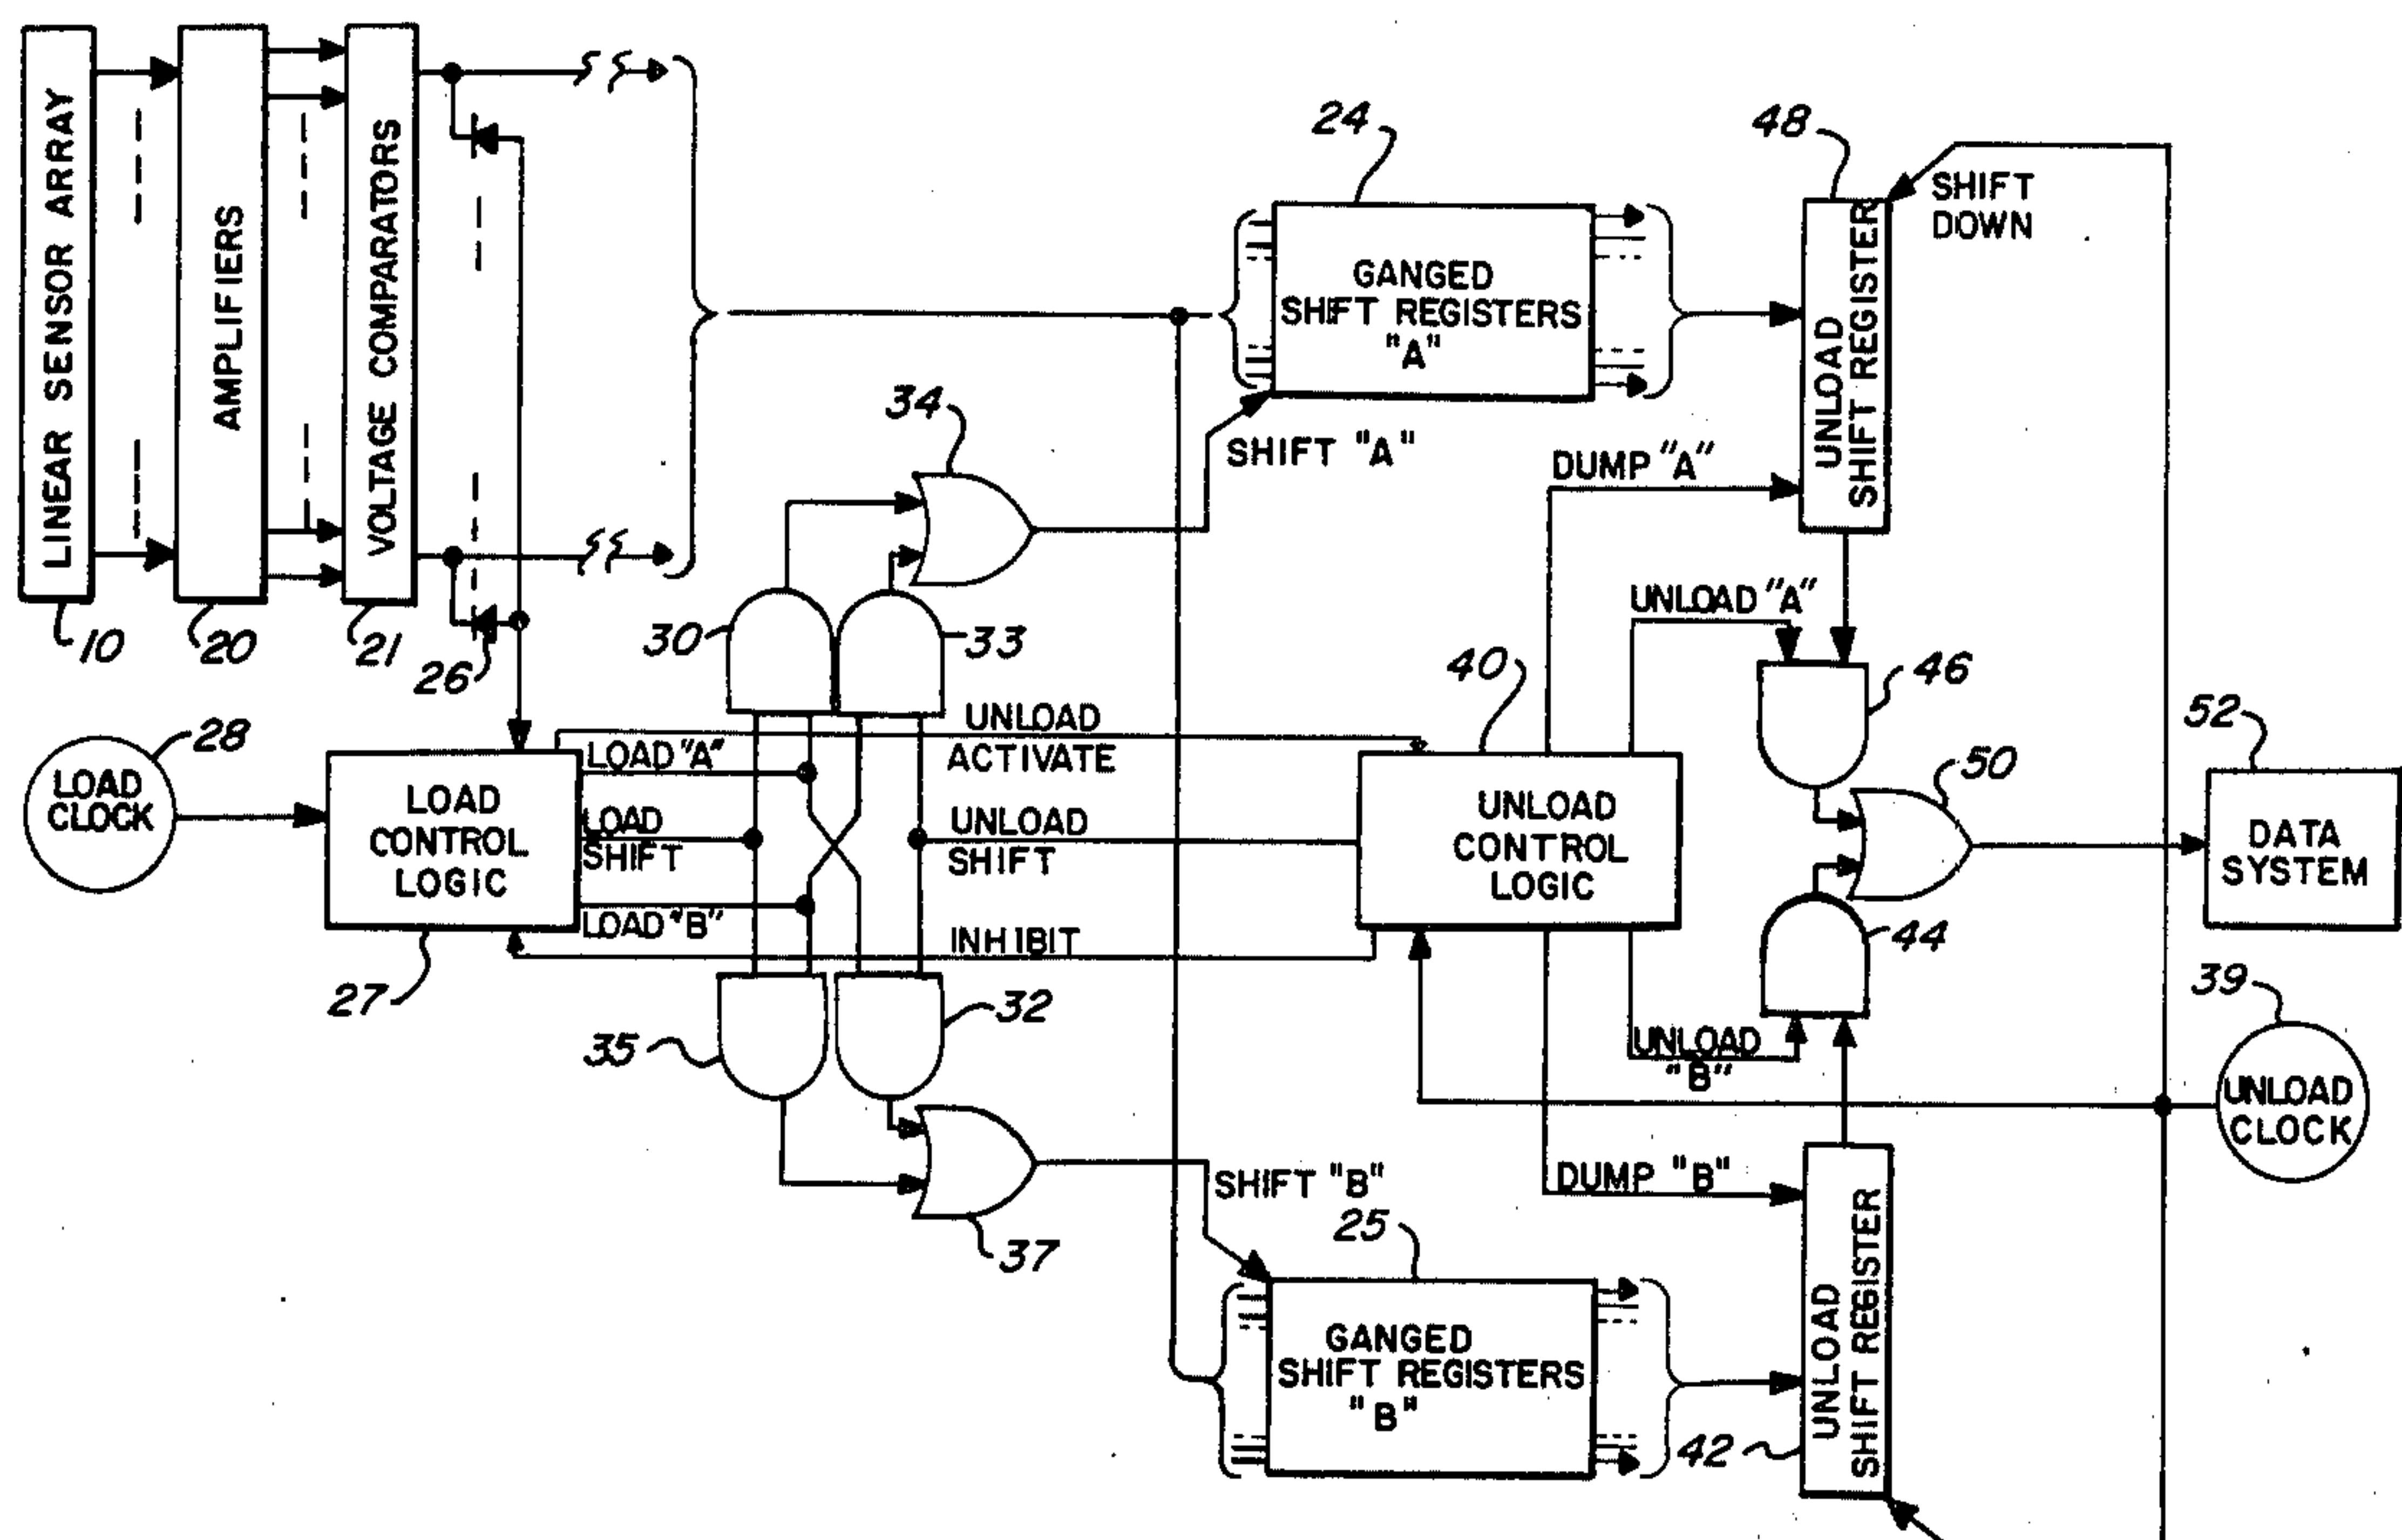 LINEAR SENSOR ARRAY
AMPLIFIERS
VOLTAGE COMPARATORS
10
20
21
26
24
GANGED
SHIFT REGISTERS
"A"
48
SHIFT
DOWN
UNLOAD
SHIFT REGISTER
34
SHIFT "A"
DUMP "A"
UNLOAD "A"
30
33
40
46
28
LOAD
CLOCK
LOAD
CONTROL
LOGIC
27
LOAD "A"
LOAD
SHIFT
LOAD "B"
UNLOAD
ACTIVATE
UNLOAD
SHIFT
INHIBIT
UNLOAD
CONTROL
LOGIC
50
52
DATA
SYSTEM
44
39
UNLOAD
CLOCK
35
32
UNLOAD
"B"
DUMP "B"
37
SHIFT "B"
25
GANGED
SHIFT REGISTERS
"B"
42
UNLOAD
SHIFT REGISTER